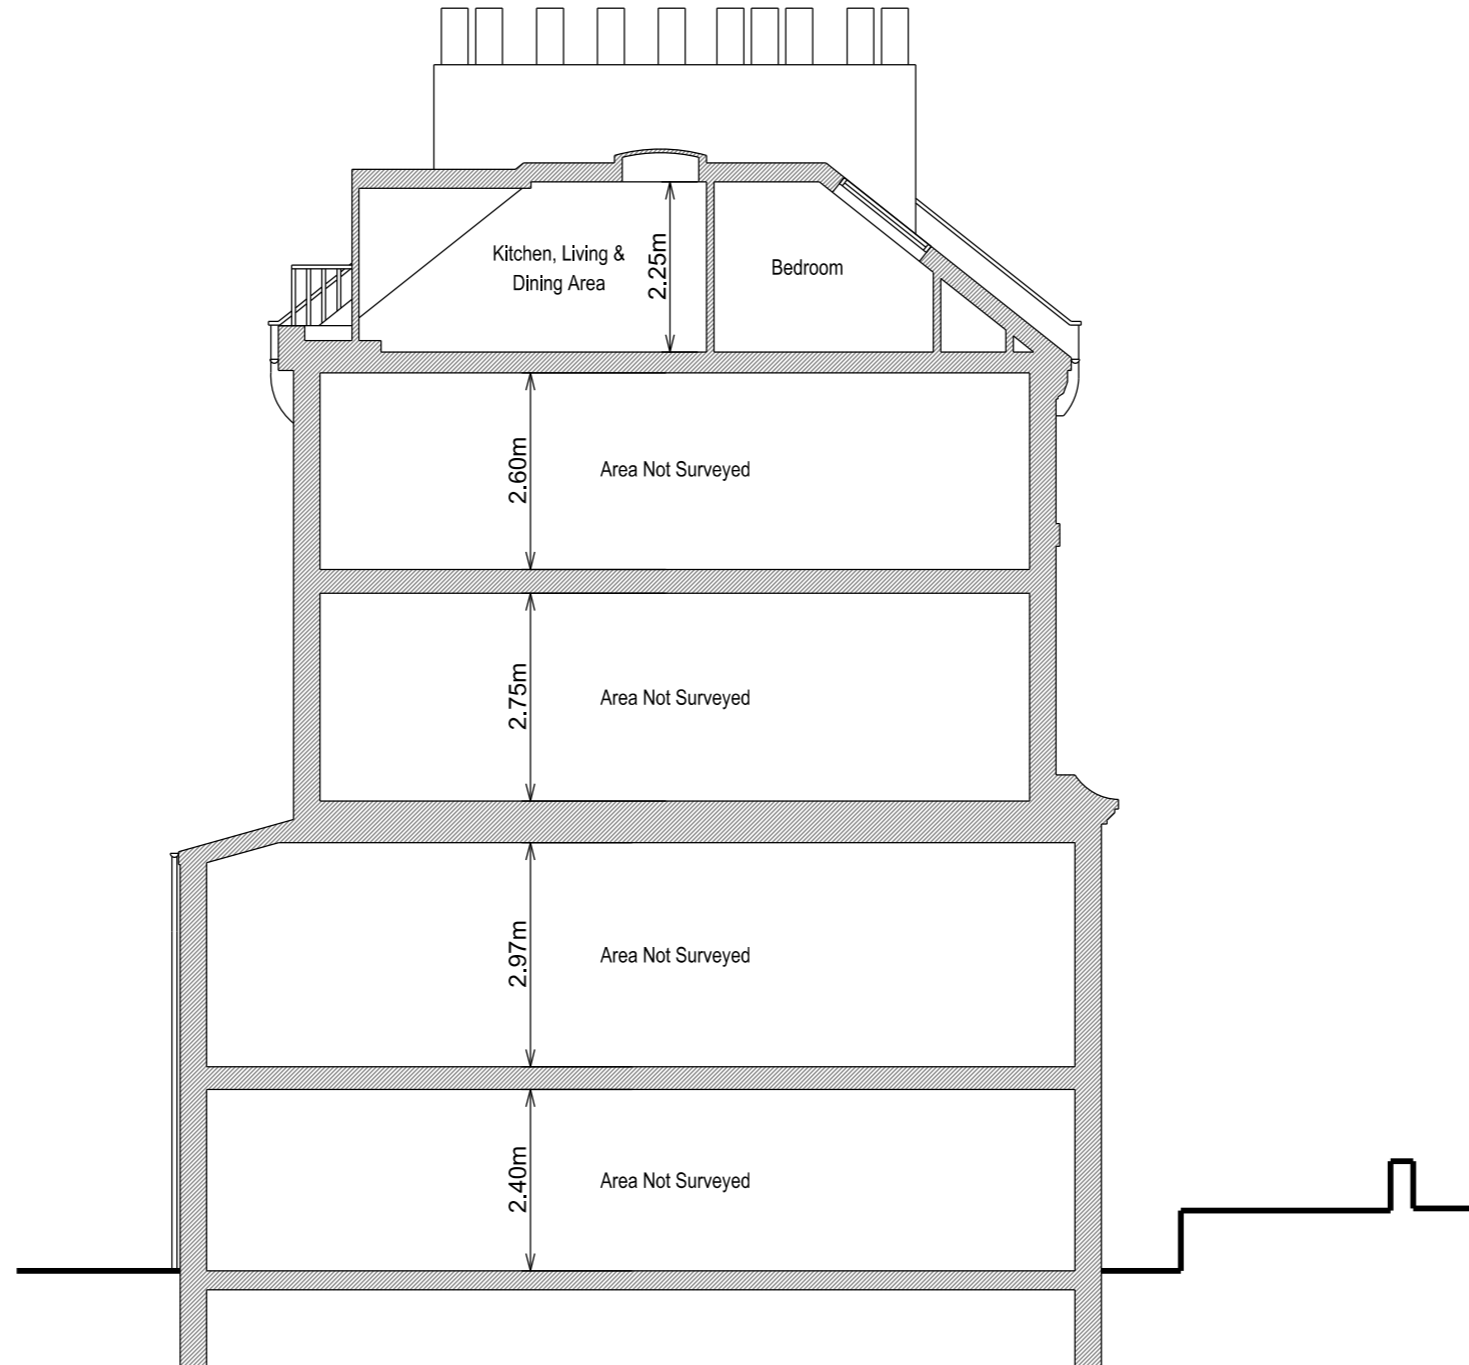 Kitchen, Living &
Dining Area
2.25m
Bedroom
2.60m
Area Not Surveyed
2.75m
Area Not Surveyed
2.97m
Area Not Surveyed
2.40m
Area Not Surveyed